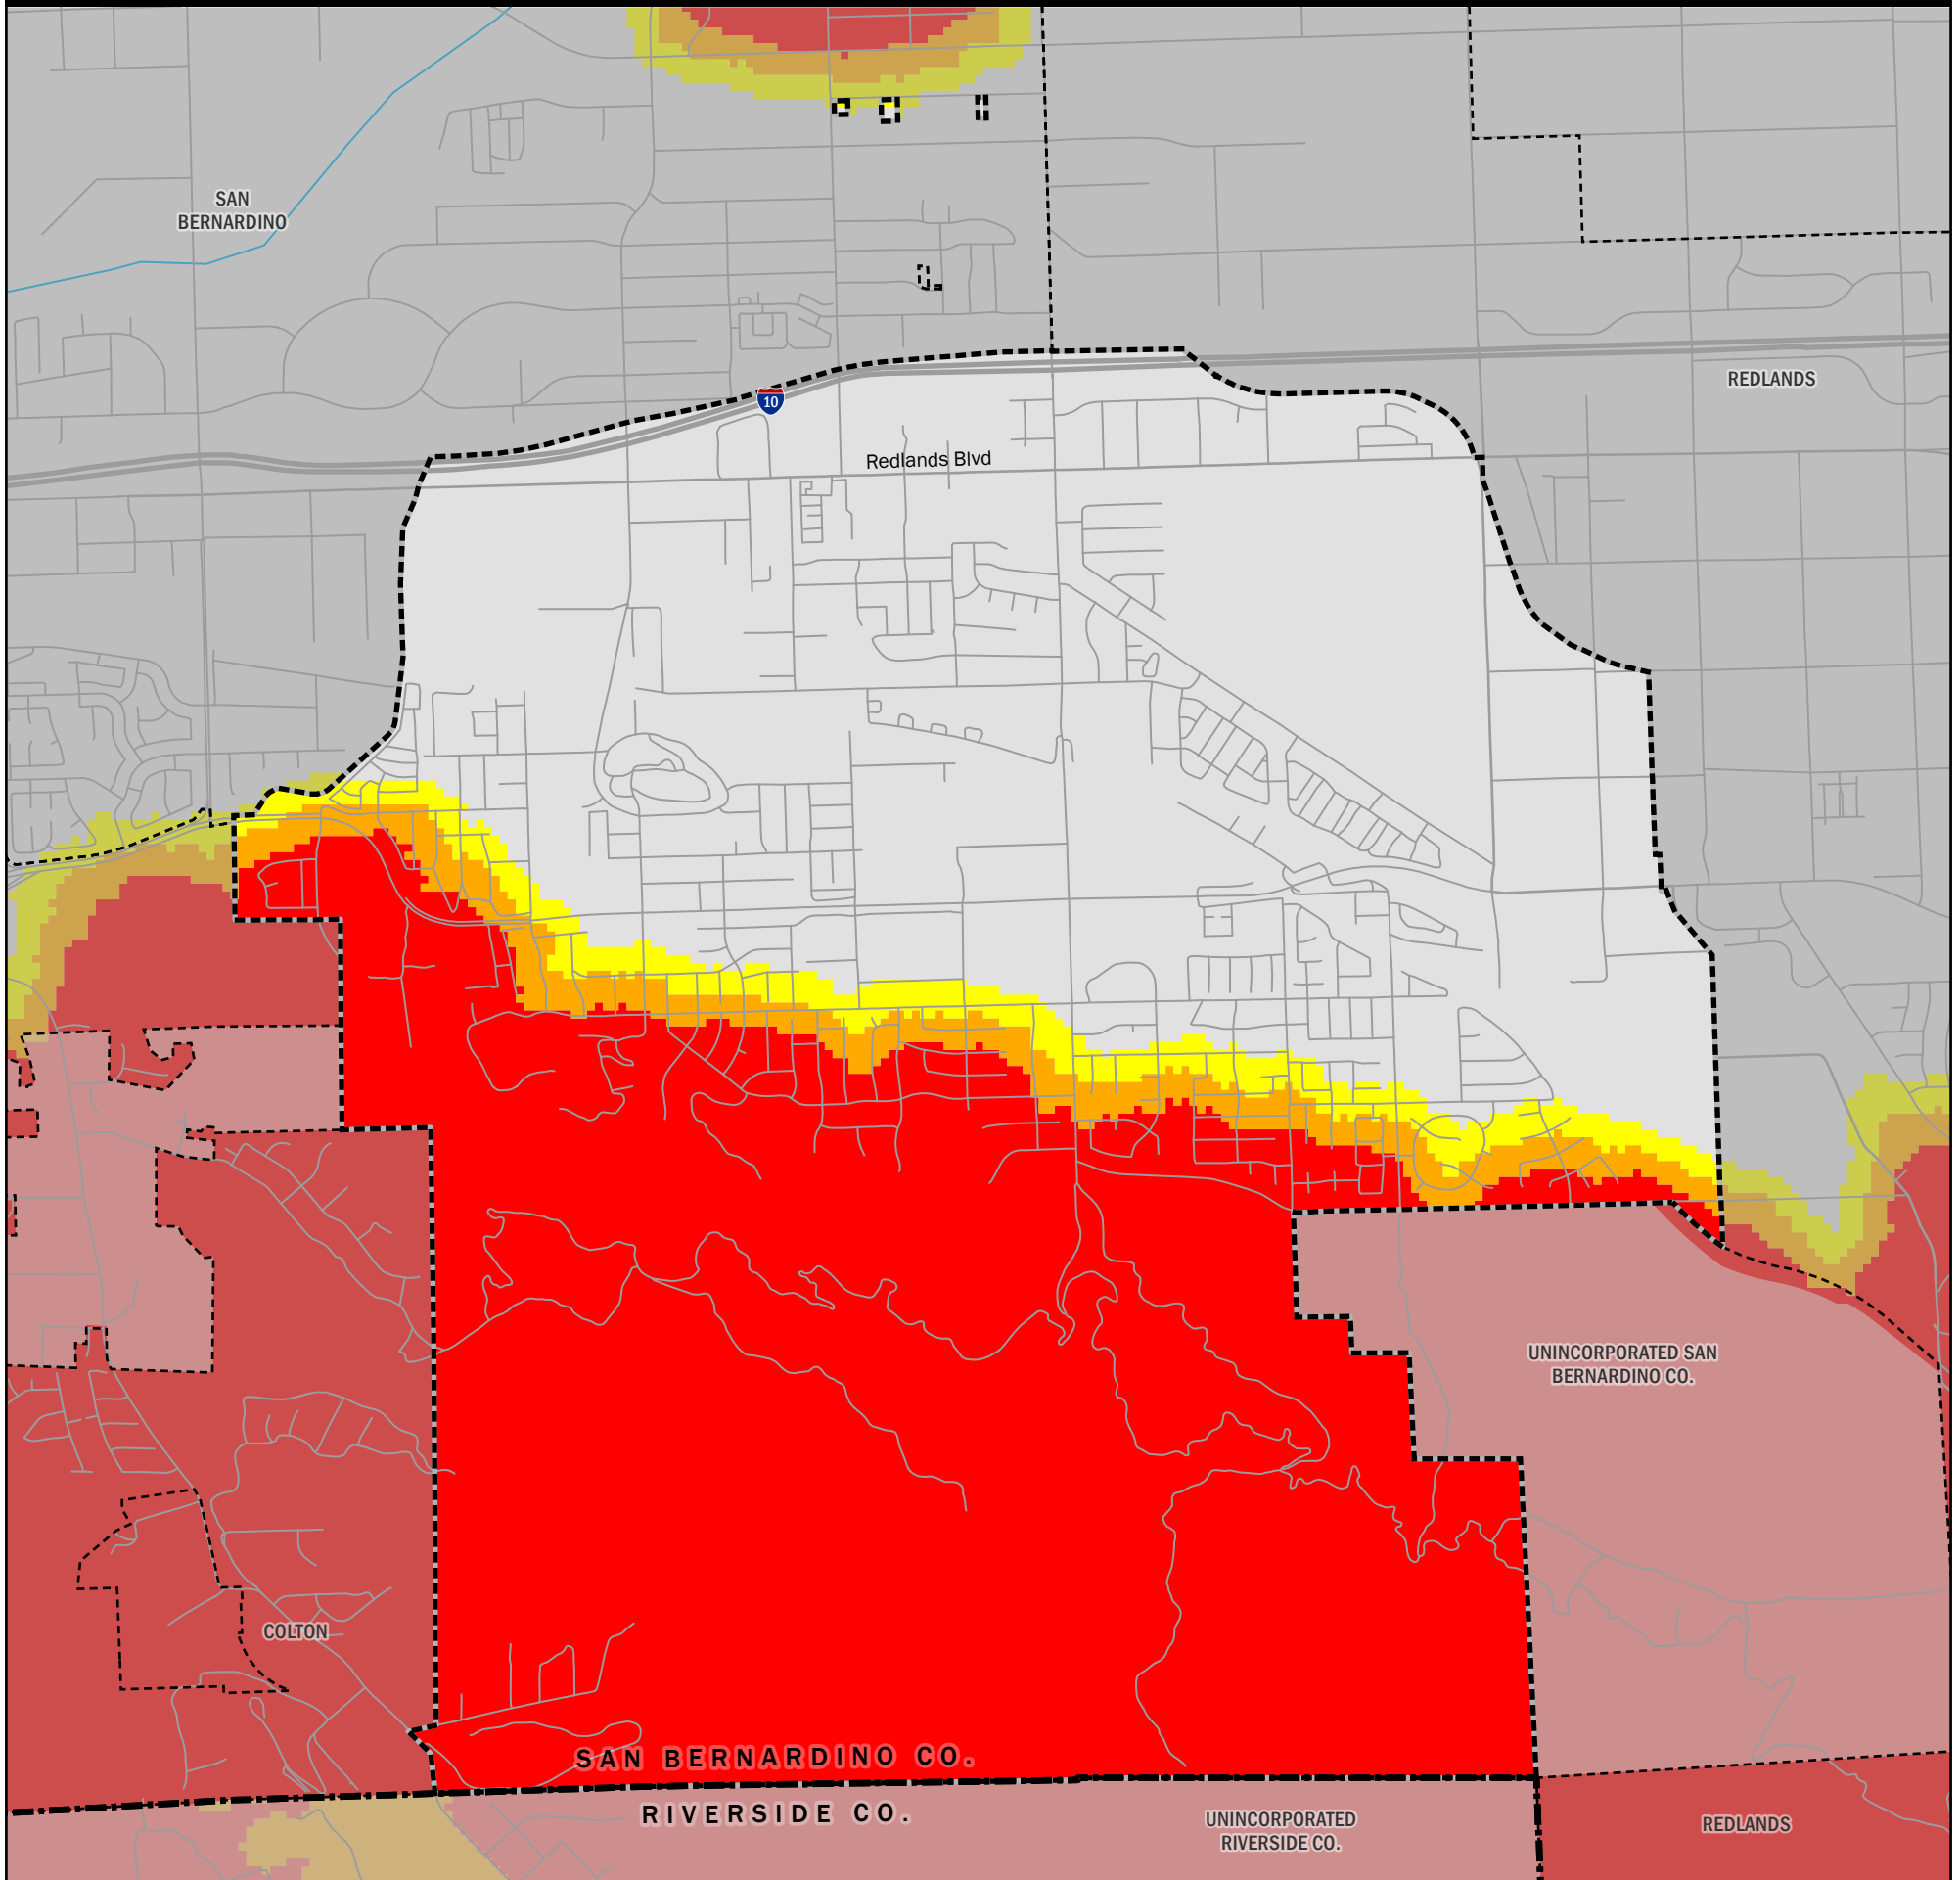 SAN
BERNARDINO
REDLANDS
10
Redlands Blvd
UNINCORPORATED SAN
BERNARDINO CO.
COLTON
SAN BERNARDINO CO.
RIVERSIDE CO.
UNINCORPORATED
RIVERSIDE CO.
REDLANDS